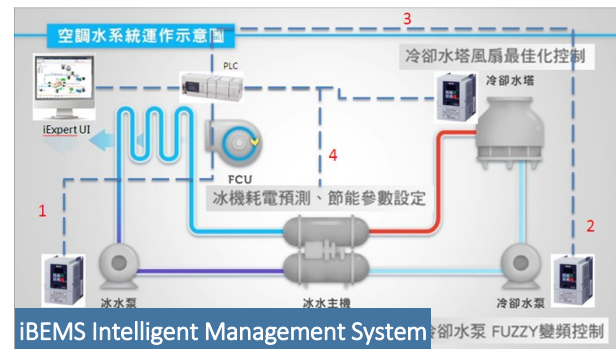 3
空調水系統運作示意圖
冷卻水塔風扇最佳化控制
PLC
冷卻水塔
iExpert UI
4
FCU
冰機耗電預測、節能參數設定
1
2
冰水泵
冰水主機
冷卻水泵
iBEMS Intelligent Management System
卻水泵 FUZZY變頻控制